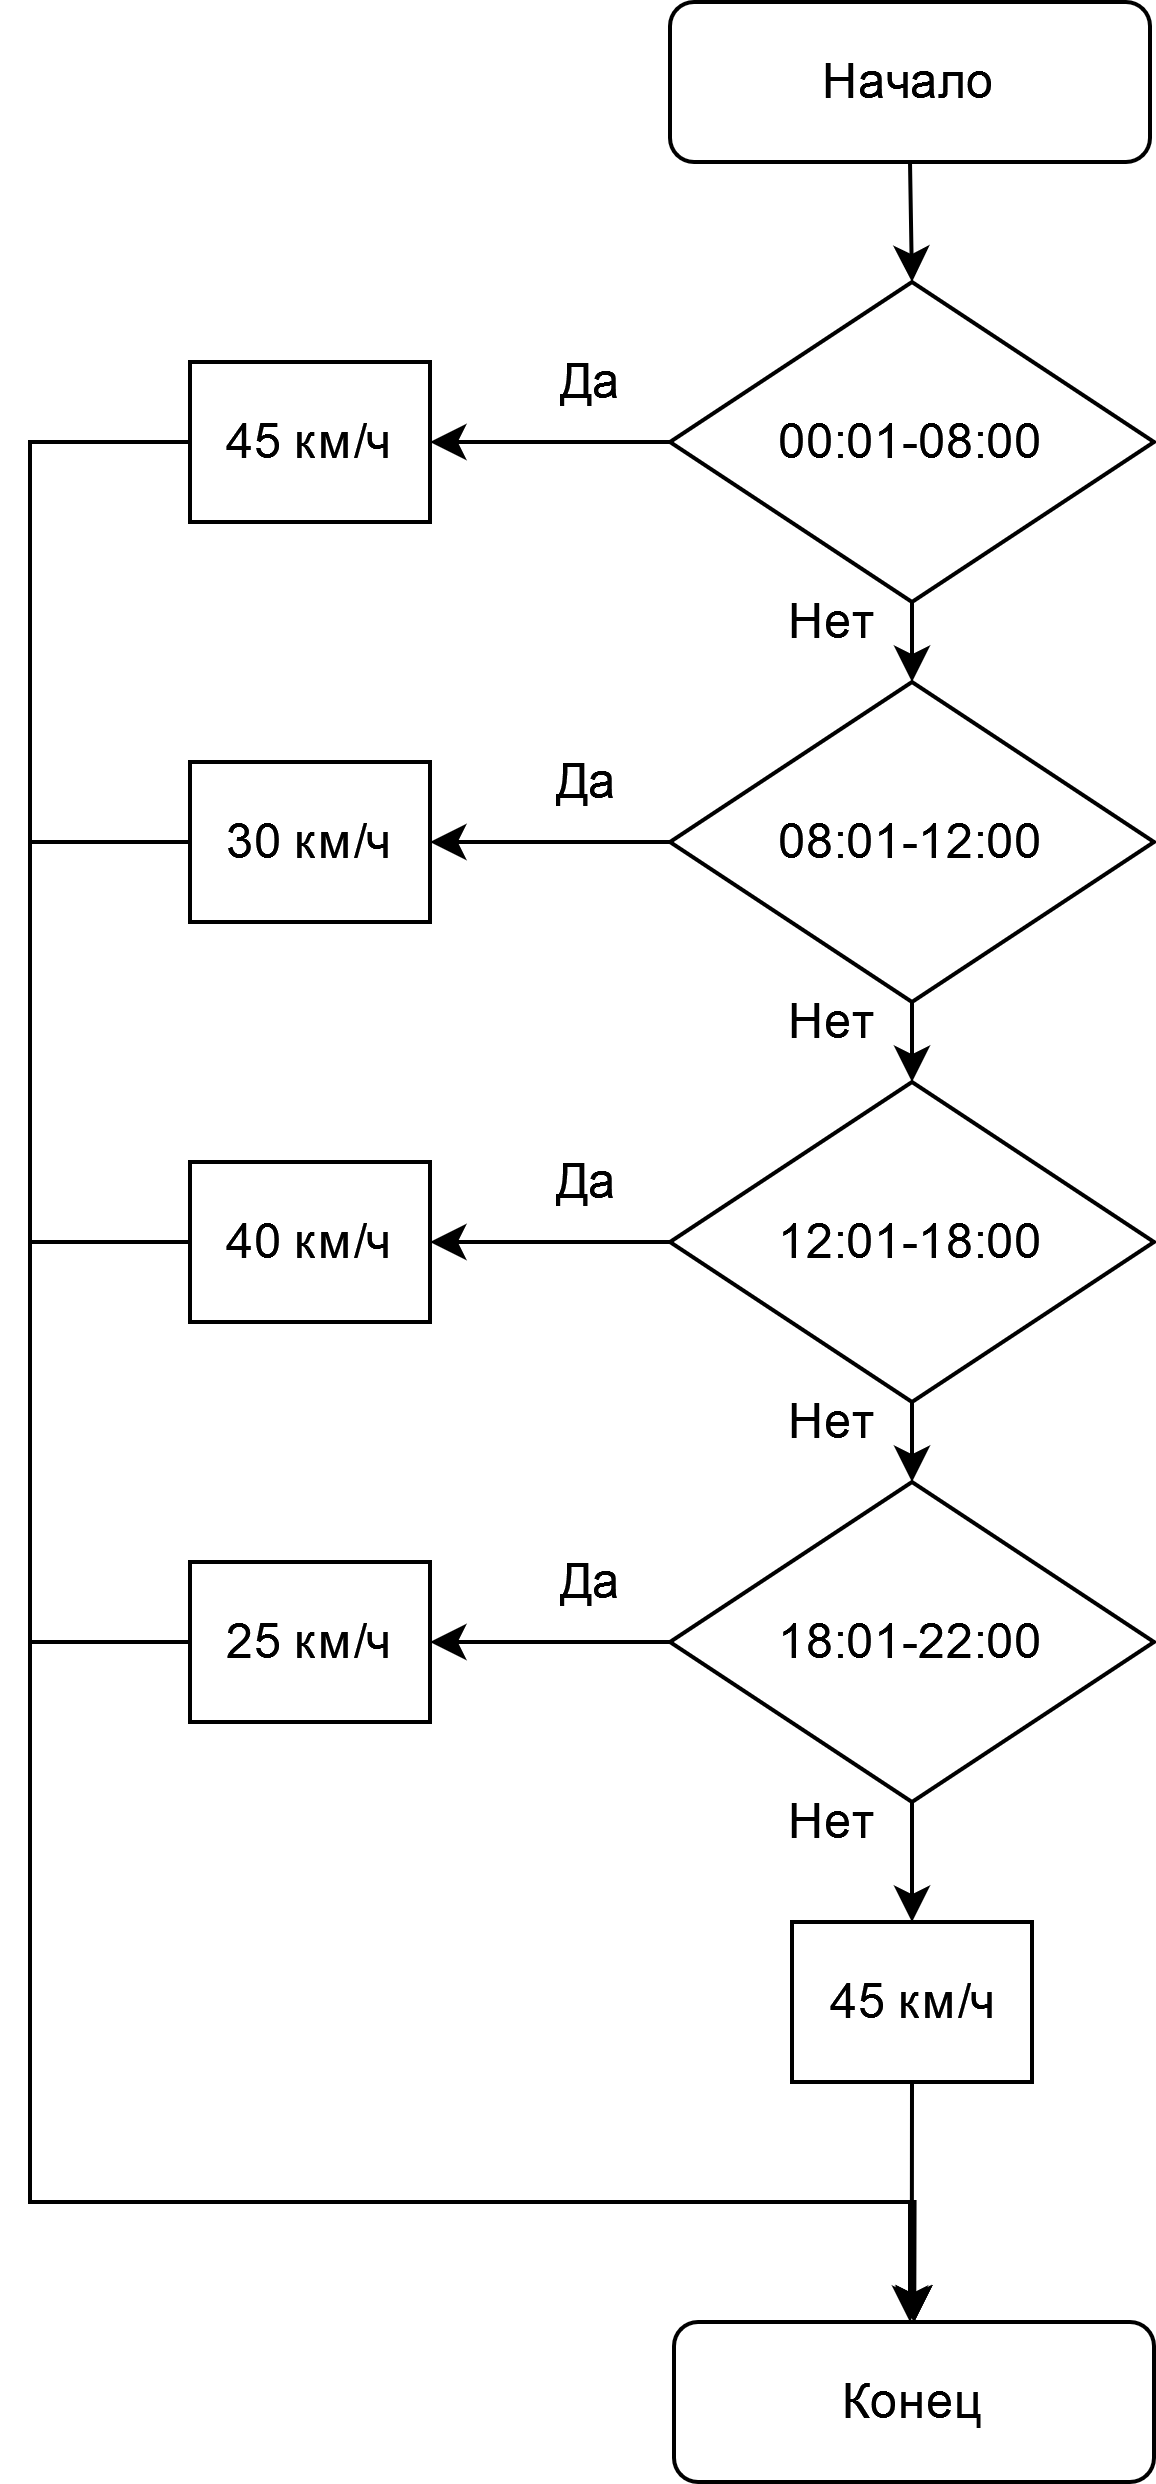 Начало
00:01-08:00
Да
45 км/ч
Нет
08:01-12:00
Да
30 км/ч
Нет
12:01-18:00
Да
40 км/ч
Нет
18:01-22:00
Да
25 км/ч
Нет
45 км/ч
Конец